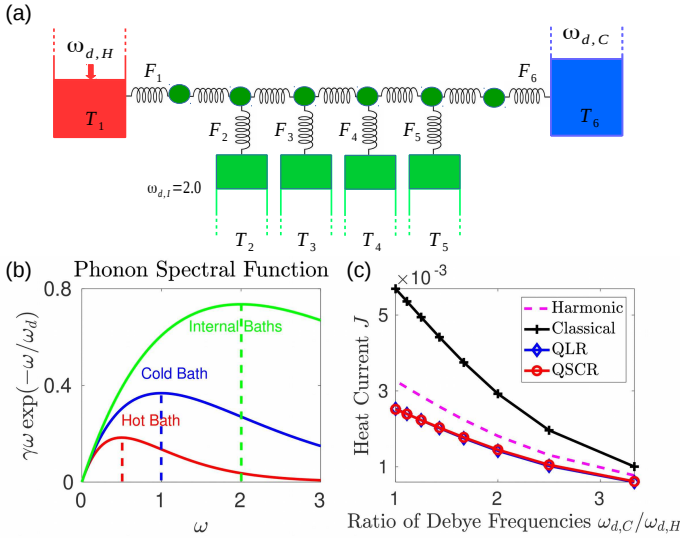 (a)
ω_{d,H}
ω_{d,C}
F_1
F_6
T_1
T_6
F_2
F_3
F_4
F_5
ω_{d,I}=2.0
T_2
T_3
T_4
T_5
(b)
Phonon Spectral Function
γω exp(−ω/ω_d)
0.8
0.4
0
Internal Baths
Cold Bath
Hot Bath
0
1
2
3
ω
(c)
×10^{-3}
Heat Current J
5
3
1
Harmonic
Classical
QLR
QSCR
1
2
3
Ratio of Debye Frequencies ω_{d,C}/ω_{d,H}